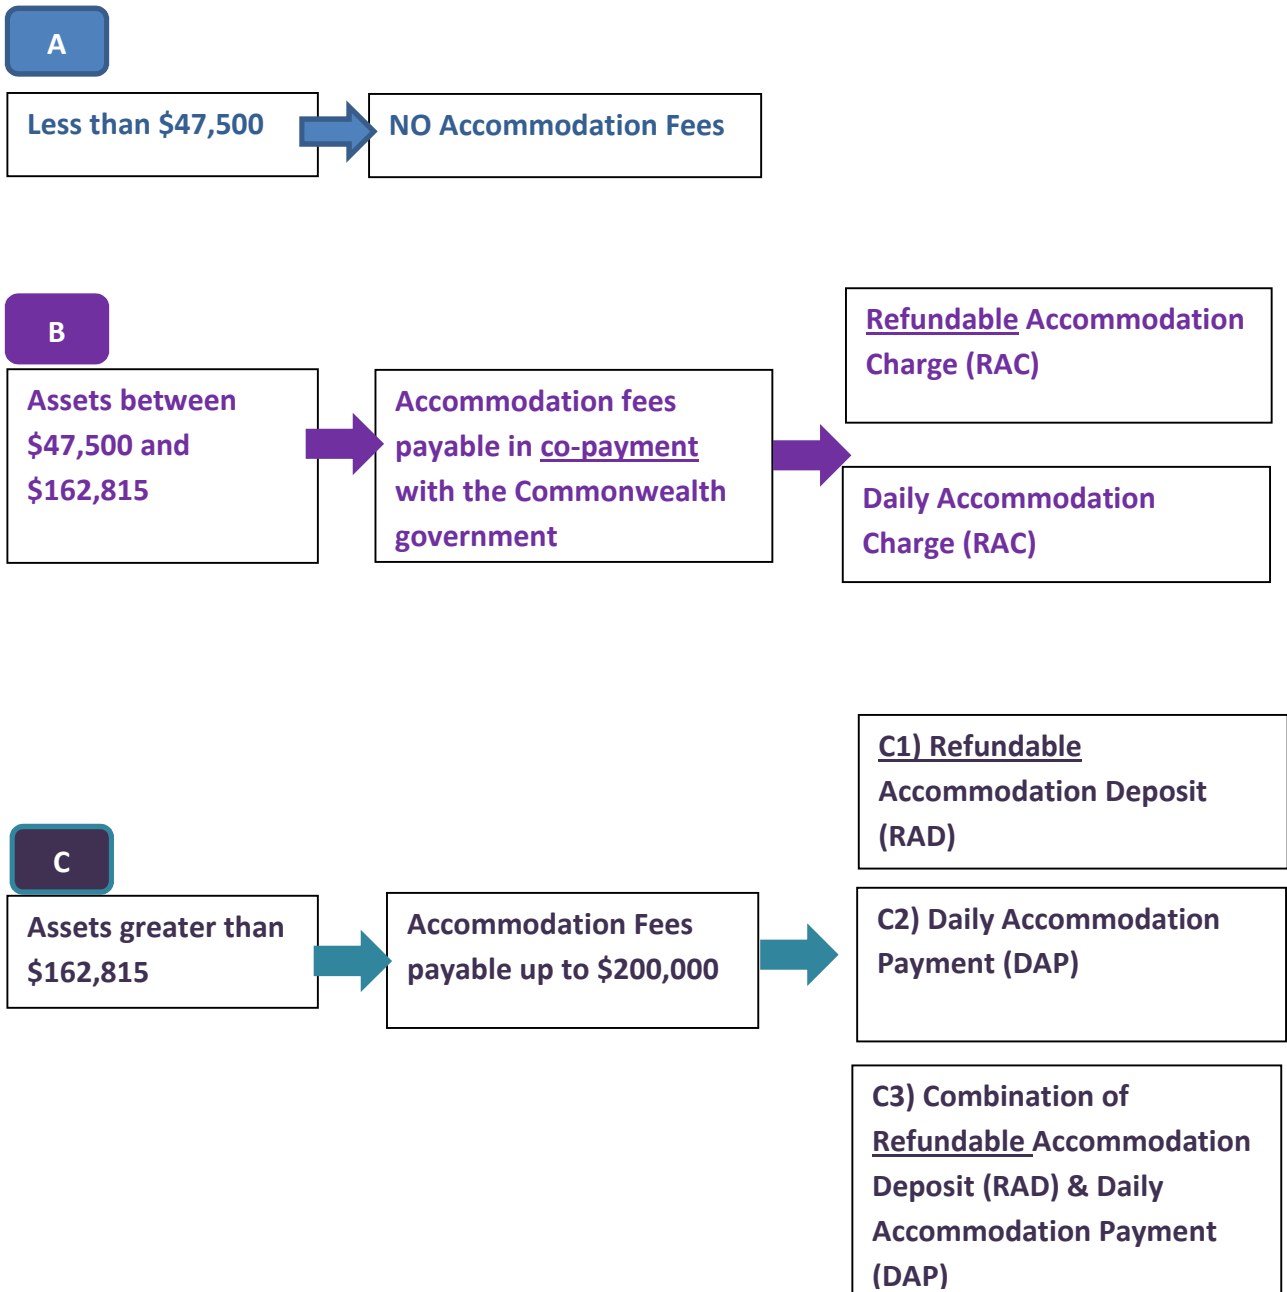 A
Less than $47,500
NO Accommodation Fees
B
Assets between
$47,500 and
$162,815
Accommodation fees
payable in co-payment
with the Commonwealth
government
Refundable Accommodation
Charge (RAC)
Daily Accommodation
Charge (RAC)
C
Assets greater than
$162,815
Accommodation Fees
payable up to $200,000
C1) Refundable
Accommodation Deposit
(RAD)
C2) Daily Accommodation
Payment (DAP)
C3) Combination of
Refundable Accommodation
Deposit (RAD) & Daily
Accommodation Payment
(DAP)